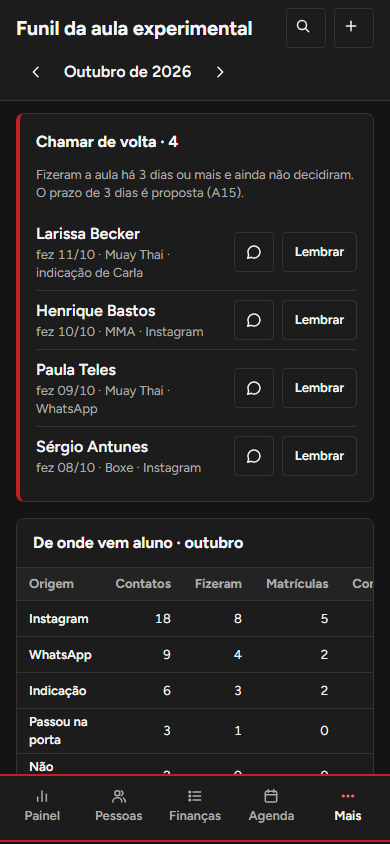 Funil da aula experimental
Outubro de 2026
Chamar de volta · 4
Fizeram a aula há 3 dias ou mais e ainda não decidiram.
O prazo de 3 dias é proposta (A15).
Larissa Becker
fez 11/10 · Muay Thai ·
indicação de Carla
Lembrar
Henrique Bastos
fez 10/10 · MMA · Instagram
Lembrar
Paula Teles
fez 09/10 · Muay Thai ·
WhatsApp
Lembrar
Sérgio Antunes
fez 08/10 · Boxe · Instagram
Lembrar
De onde vem aluno · outubro
Origem Contatos Fizeram Matrículas
Instagram 18 8 5
WhatsApp 9 4 2
Indicação 6 3 2
Passou na
porta 3 1 0
Não
Painel Pessoas Finanças Agenda Mais